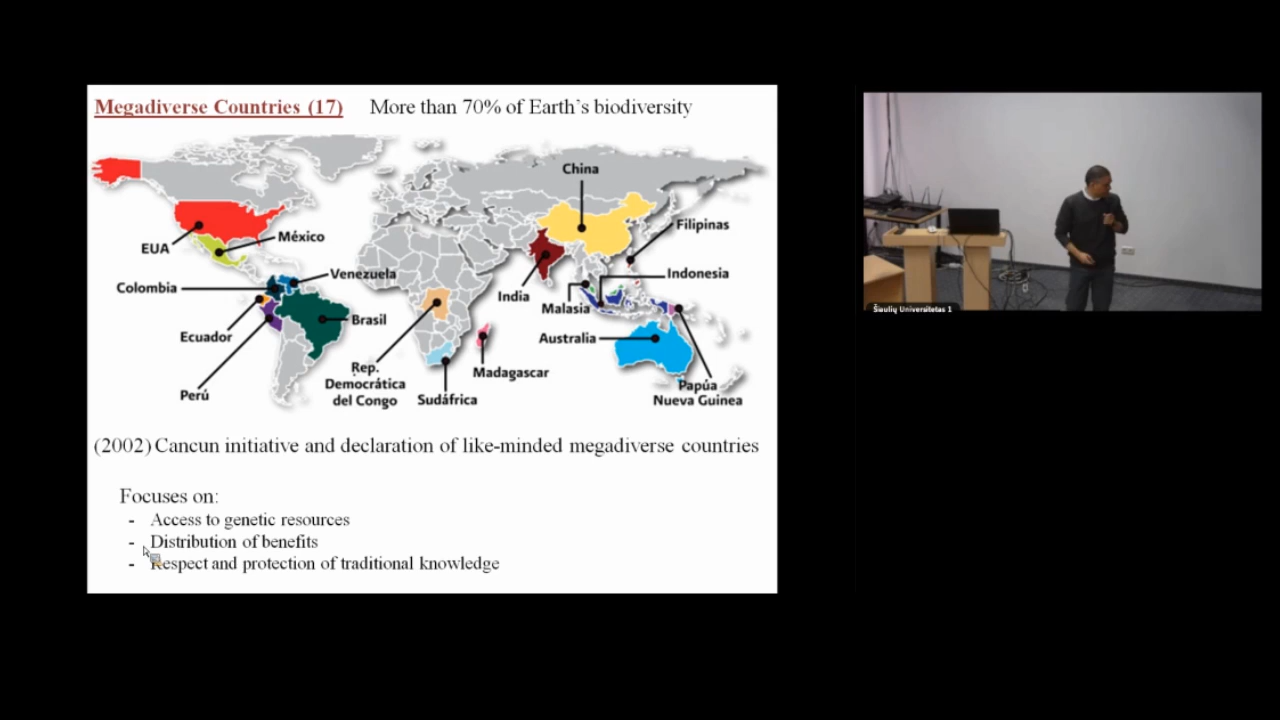 Megadiverse Countries (17) More than 70% of Earth's biodiversity
China
Filipinas
México
EUA
Venezuela
Indonesia
Colombia
India
Malasia
Brasil
Ecuador
Australia
Rep.
Democrática
del Congo
Madagascar
Perú
Sudáfrica
Papúa
Nueva Guinea
(2002) Cancun initiative and declaration of like-minded megadiverse countries
Focuses on:
- Access to genetic resources
- Distribution of benefits
- Respect and protection of traditional knowledge
Šiaulių Universitetas 1